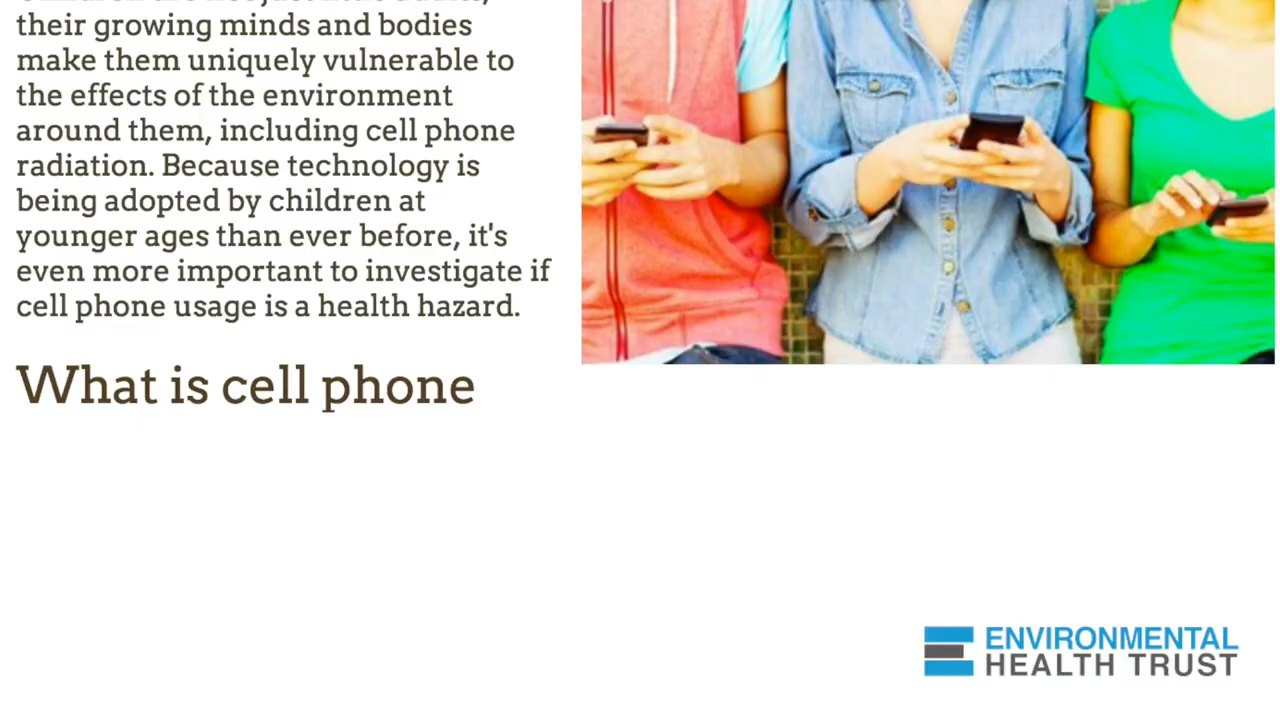 their growing minds and bodies
make them uniquely vulnerable to
the effects of the environment
around them, including cell phone
radiation. Because technology is
being adopted by children at
younger ages than ever before, it's
even more important to investigate if
cell phone usage is a health hazard.
What is cell phone
ENVIRONMENTAL
HEALTH TRUST